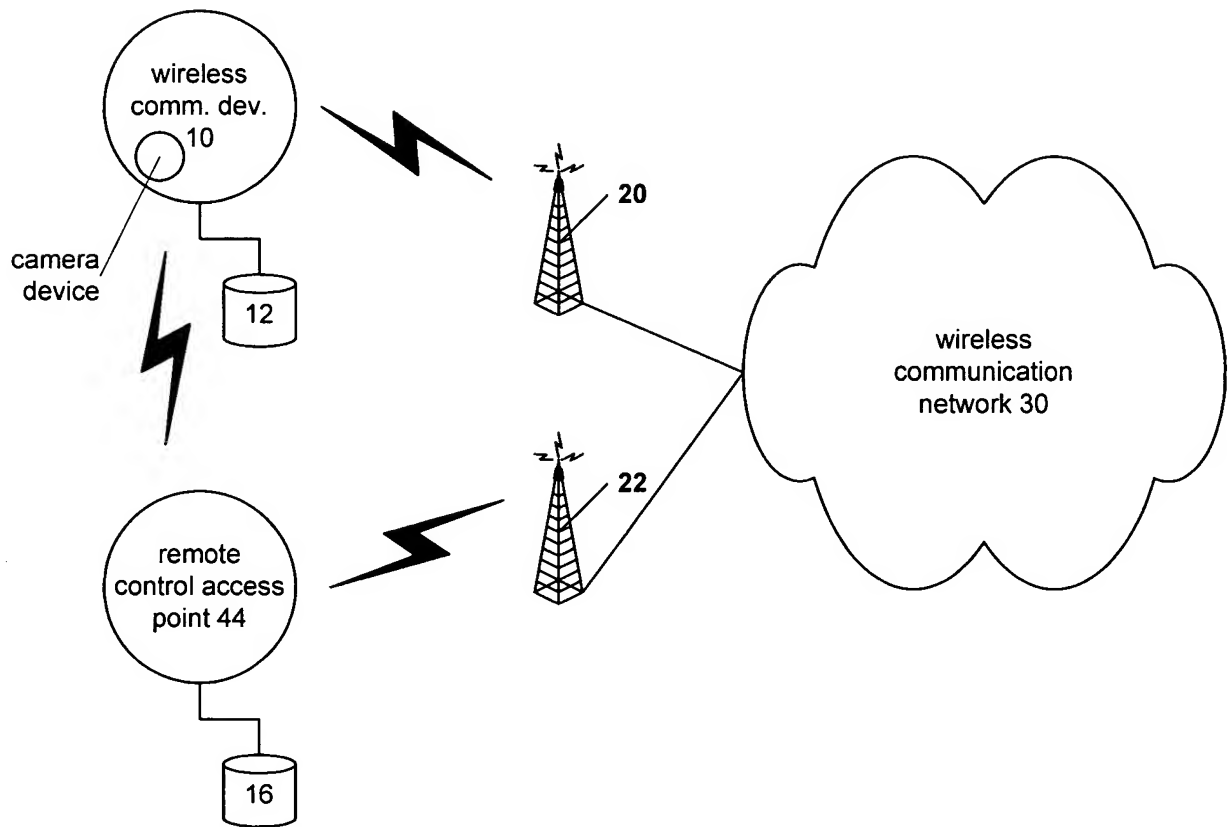 wireless
comm. dev.
10
camera
device
12
20
wireless
communication
network 30
22
remote
control access
point 44
16